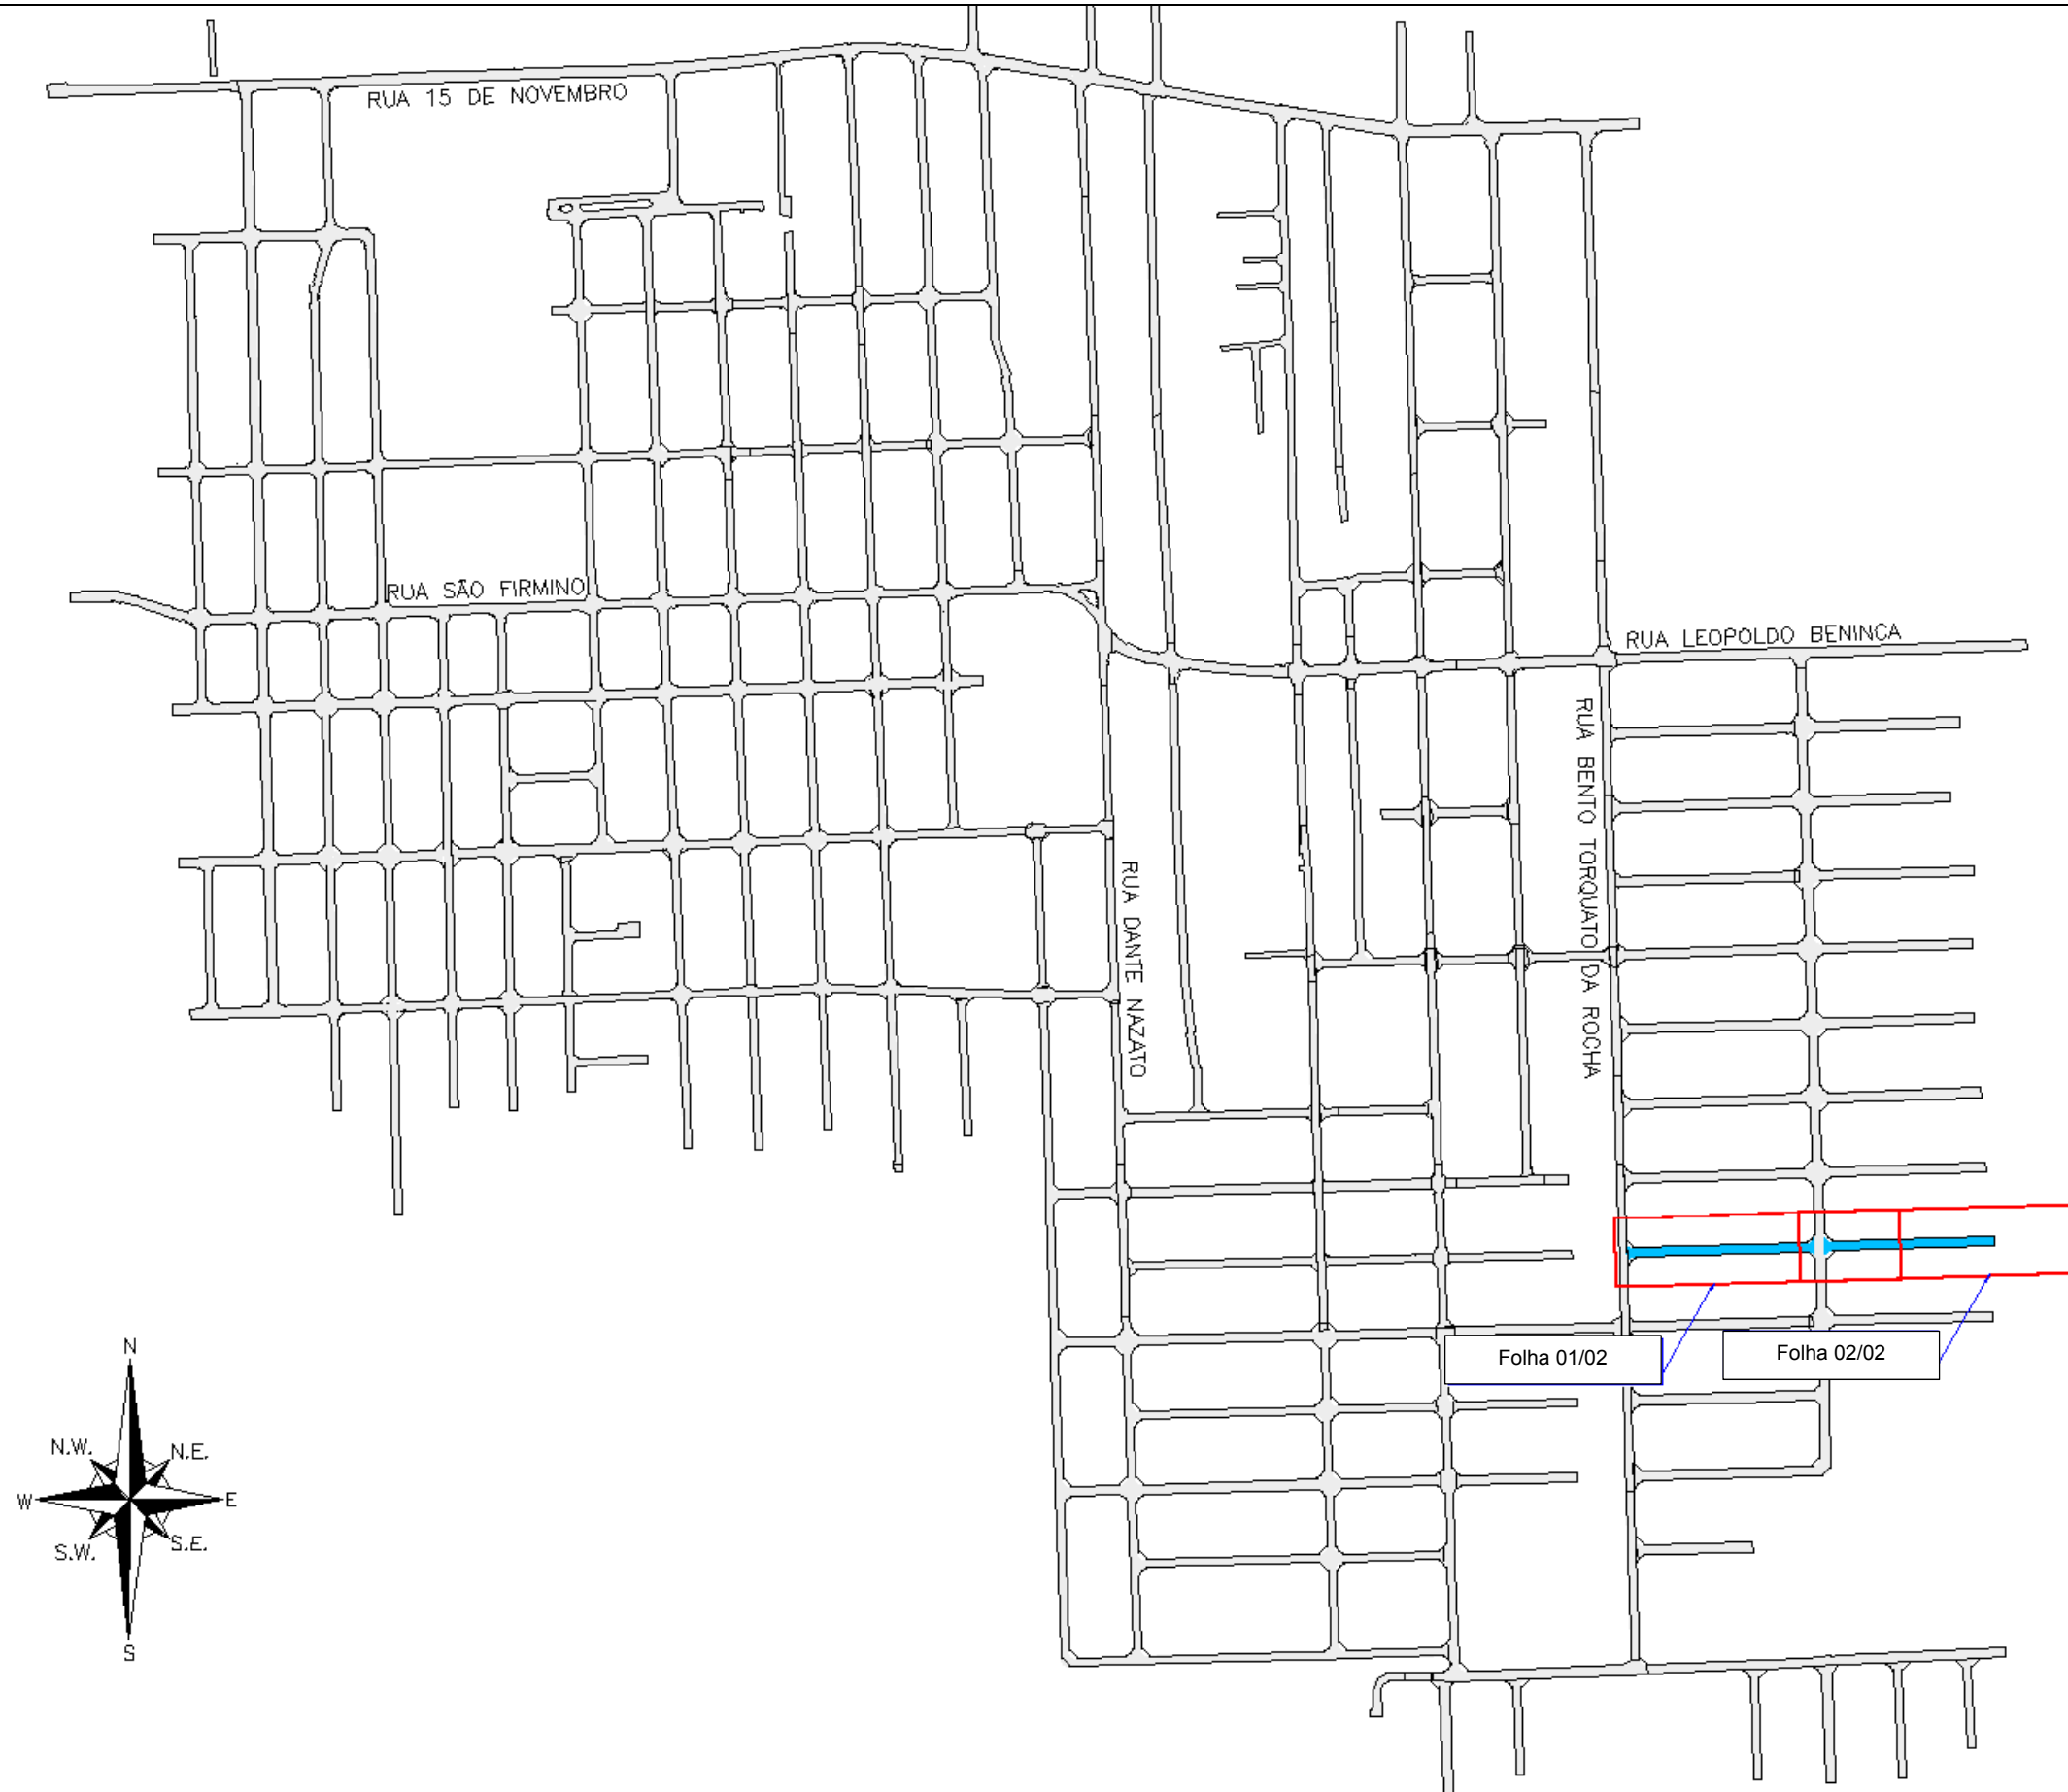 RUA 15 DE NOVEMBRO
RUA SÃO FIRMINO
RUA LEOPOLDO BENINCA
RUA BENTO TORQUATO DA ROCHA
RUA DANTE NAZATO
Folha 01/02
Folha 02/02
N
N.W.
N.E.
W
E
S.W.
S.E.
S